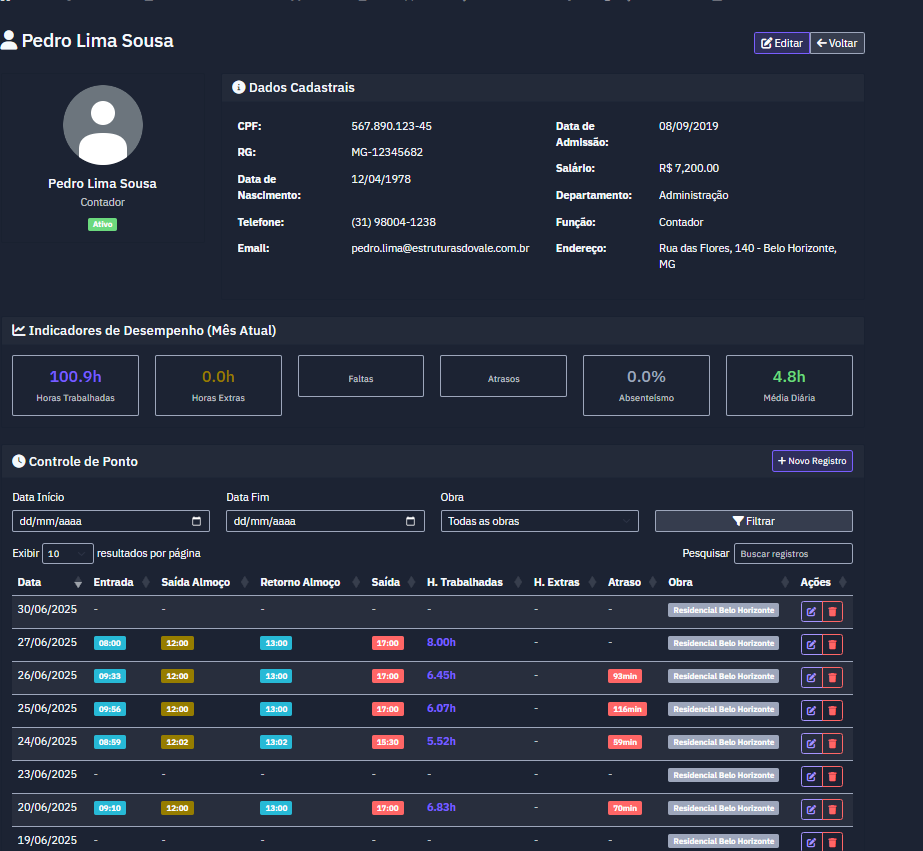 Pedro Lima Sousa
Editar
Voltar
Pedro Lima Sousa
Contador
Ativo
Dados Cadastrais
CPF: 567.890.123-45
RG: MG-12345682
Data de Nascimento: 12/04/1978
Telefone: (31) 98004-1238
Email: pedro.lima@estruturasdovale.com.br
Data de Admissão: 08/09/2019
Salário: R$ 7,200.00
Departamento: Administração
Função: Contador
Endereço: Rua das Flores, 140 - Belo Horizonte,
MG
Indicadores de Desempenho (Mês Atual)
100.9h
Horas Trabalhadas
0.0h
Horas Extras
Faltas
Atrasos
0.0%
Absenteísmo
4.8h
Média Diária
Controle de Ponto
Novo Registro
Data Início
Data Fim
Obra
dd/mm/aaaa
dd/mm/aaaa
Todas as obras
Filtrar
Exibir 10 resultados por página
Pesquisar Buscar registros
Data Entrada Saída Almoço Retorno Almoço Saída H. Trabalhadas H. Extras Atraso Obra Ações
30/06/2025 - - - - - - - Residencial Belo Horizonte
27/06/2025 08:00 12:00 13:00 17:00 8.00h - - Residencial Belo Horizonte
26/06/2025 09:33 12:00 13:00 17:00 6.45h - 93min Residencial Belo Horizonte
25/06/2025 09:56 12:00 13:00 17:00 6.07h - 116min Residencial Belo Horizonte
24/06/2025 08:59 12:02 13:02 15:30 5.52h - 59min Residencial Belo Horizonte
23/06/2025 - - - - - - - Residencial Belo Horizonte
20/06/2025 09:10 12:00 13:00 17:00 6.83h - 70min Residencial Belo Horizonte
19/06/2025 - - - - - - - Residencial Belo Horizonte